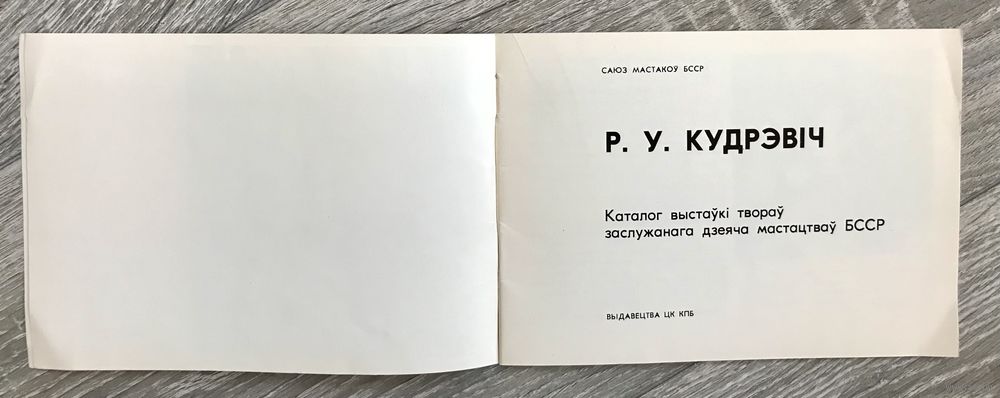 САЮЗ МАСТАКОЎ БССР
Р. У. КУДРЭВІЧ
Каталог выстаўкі твораў
заслужанага дзеяча мастацтваў БССР
ВЫДАВЕЦТВА ЦК КПБ